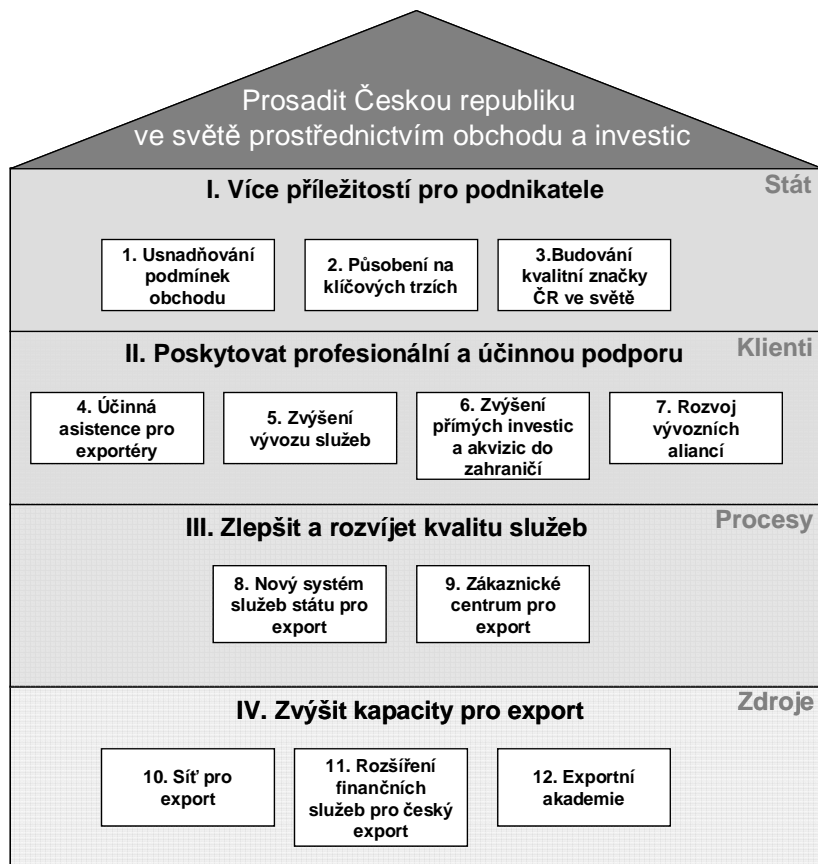 Prosadit Českou republiku
ve světě prostřednictvím obchodu a investic
Stát
I. Více příležitostí pro podnikatele
1. Usnadňování
podmínek
obchodu
2. Působení na
klíčových trzích
3.Budování
kvalitní značky
ČR ve světě
Klienti
II. Poskytovat profesionální a účinnou podporu
4. Účinná
asistence pro
exportéry
5. Zvýšení
vývozu služeb
6. Zvýšení
přímých investic
a akvizic do
zahraničí
7. Rozvoj
vývozních
aliancí
Procesy
III. Zlepšit a rozvíjet kvalitu služeb
8. Nový systém
služeb státu pro
export
9. Zákaznické
centrum pro
export
Zdroje
IV. Zvýšit kapacity pro export
10. Síť pro
export
11. Rozšíření
finančních
služeb pro český
export
12. Exportní
akademie